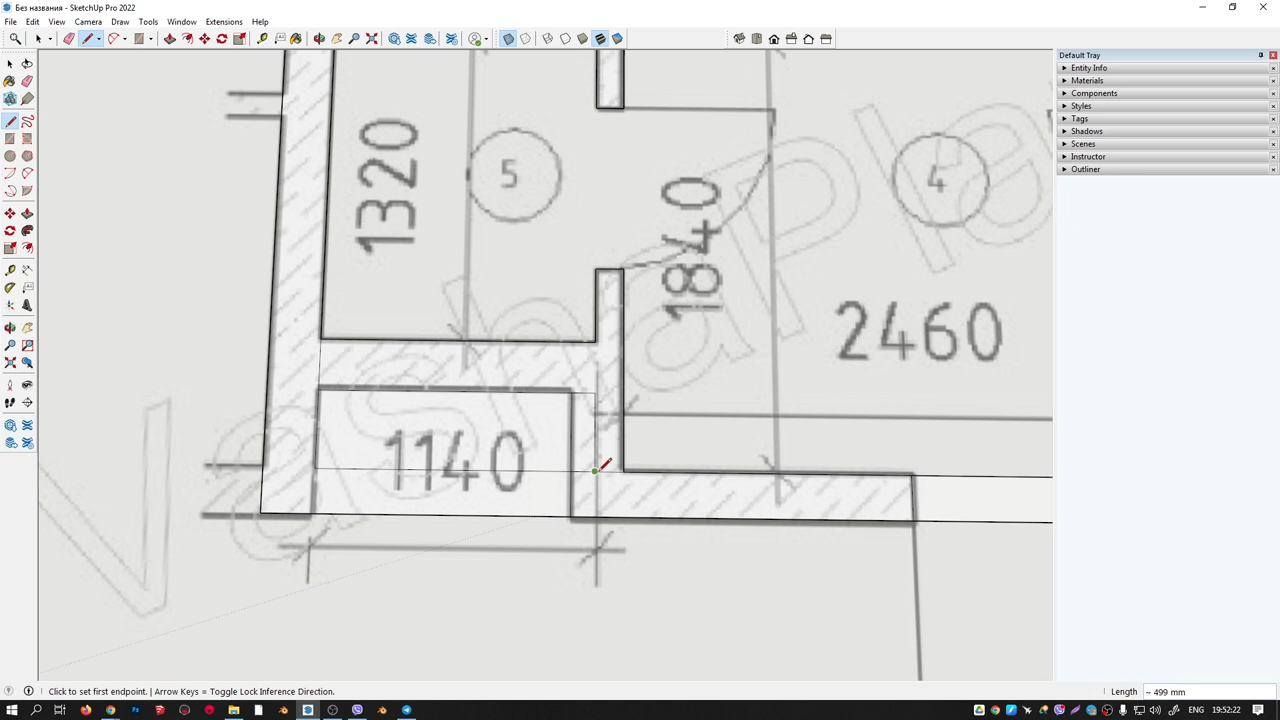 Без названия - SketchUp Pro 2022
File Edit View Camera Draw Tools Window Extensions Help
Default Tray
Entity Info
Materials
Components
Styles
Tags
Shadows
Scenes
Instructor
Outliner
1320
5
1840
4
2460
1140
Click to set first endpoint. | Arrow Keys = Toggle Lock Inference Direction.
Length ~ 499 mm
ENG 19:52:22